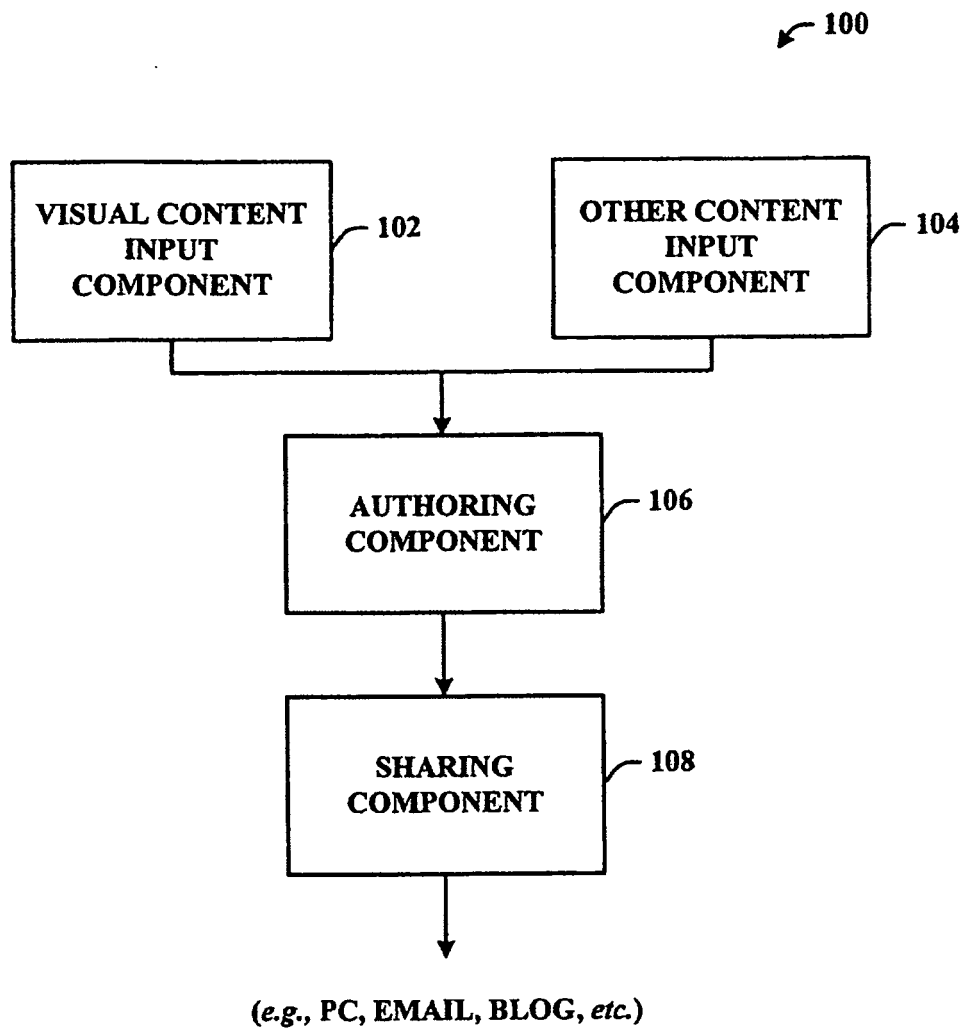 100
VISUAL CONTENT
INPUT
COMPONENT
102
OTHER CONTENT
INPUT
COMPONENT
104
AUTHORING
COMPONENT
106
SHARING
COMPONENT
108
(e.g., PC, EMAIL, BLOG, etc.)